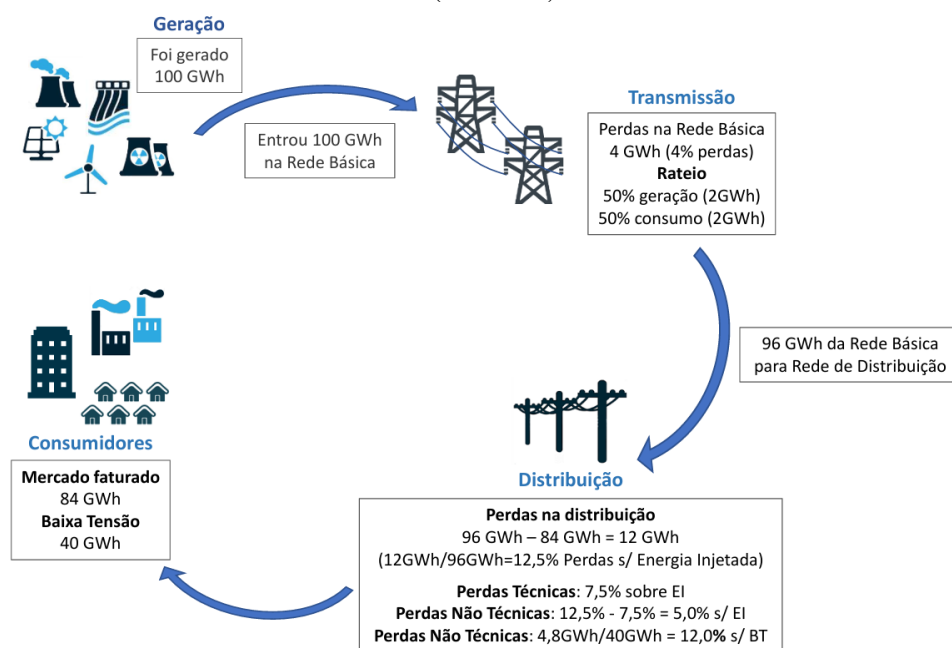 Geração
Foi gerado
100 GWh
Entrou 100 GWh
na Rede Básica
Transmissão
Perdas na Rede Básica
4 GWh (4% perdas)
Rateio
50% geração (2GWh)
50% consumo (2GWh)
96 GWh da Rede Básica
para Rede de Distribuição
Distribuição
Perdas na distribuição
96 GWh – 84 GWh = 12 GWh
(12GWh/96GWh=12,5% Perdas s/ Energia Injetada)
Perdas Técnicas: 7,5% sobre EI
Perdas Não Técnicas: 12,5% - 7,5% = 5,0% s/ EI
Perdas Não Técnicas: 4,8GWh/40GWh = 12,0% s/ BT
Consumidores
Mercado faturado
84 GWh
Baixa Tensão
40 GWh